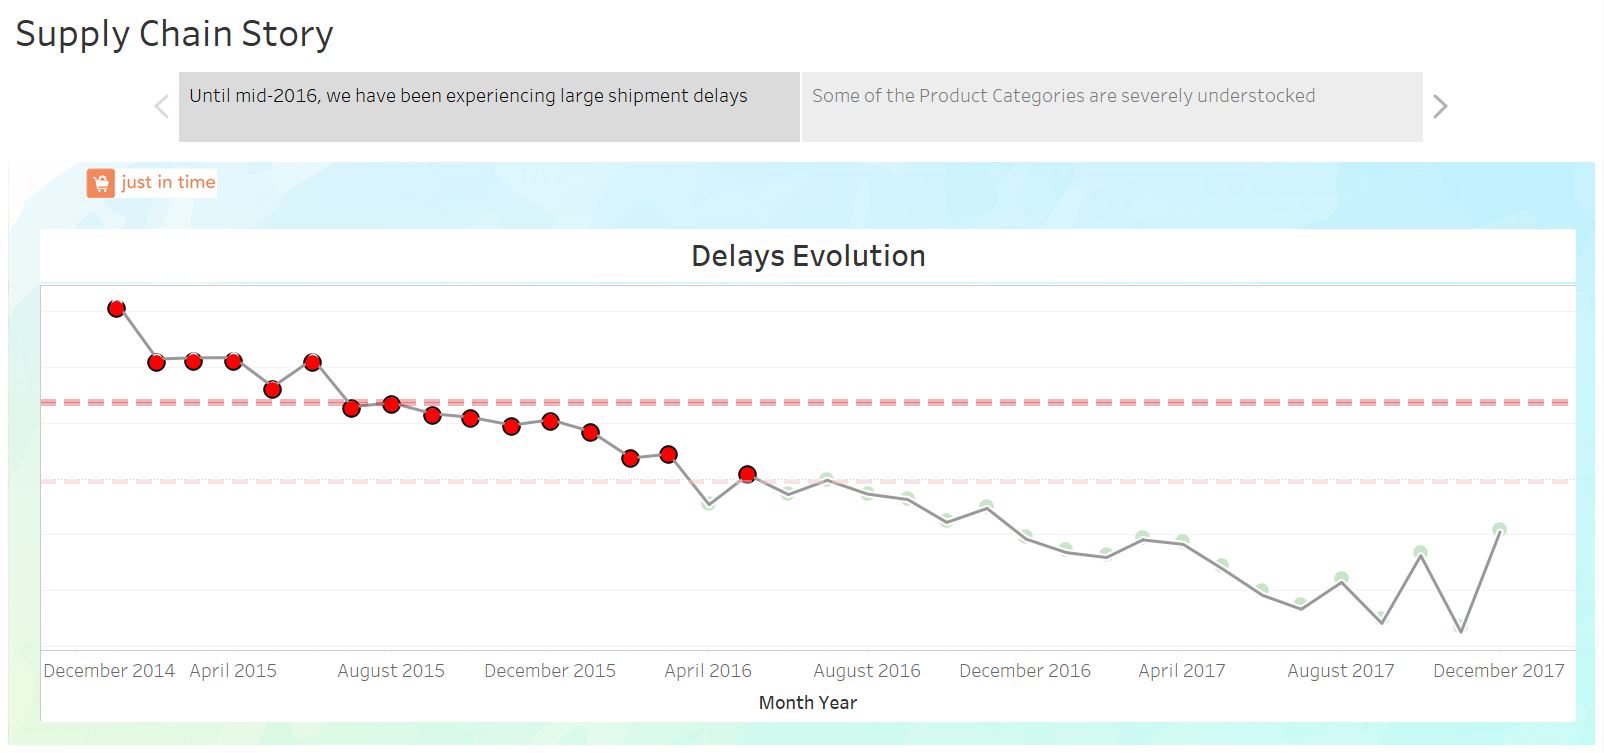 Supply Chain Story
Until mid-2016, we have been experiencing large shipment delays
Some of the Product Categories are severely understocked
just in time
Delays Evolution
December 2014 April 2015 August 2015 December 2015 April 2016 August 2016 December 2016 April 2017 August 2017 December 2017
Month Year